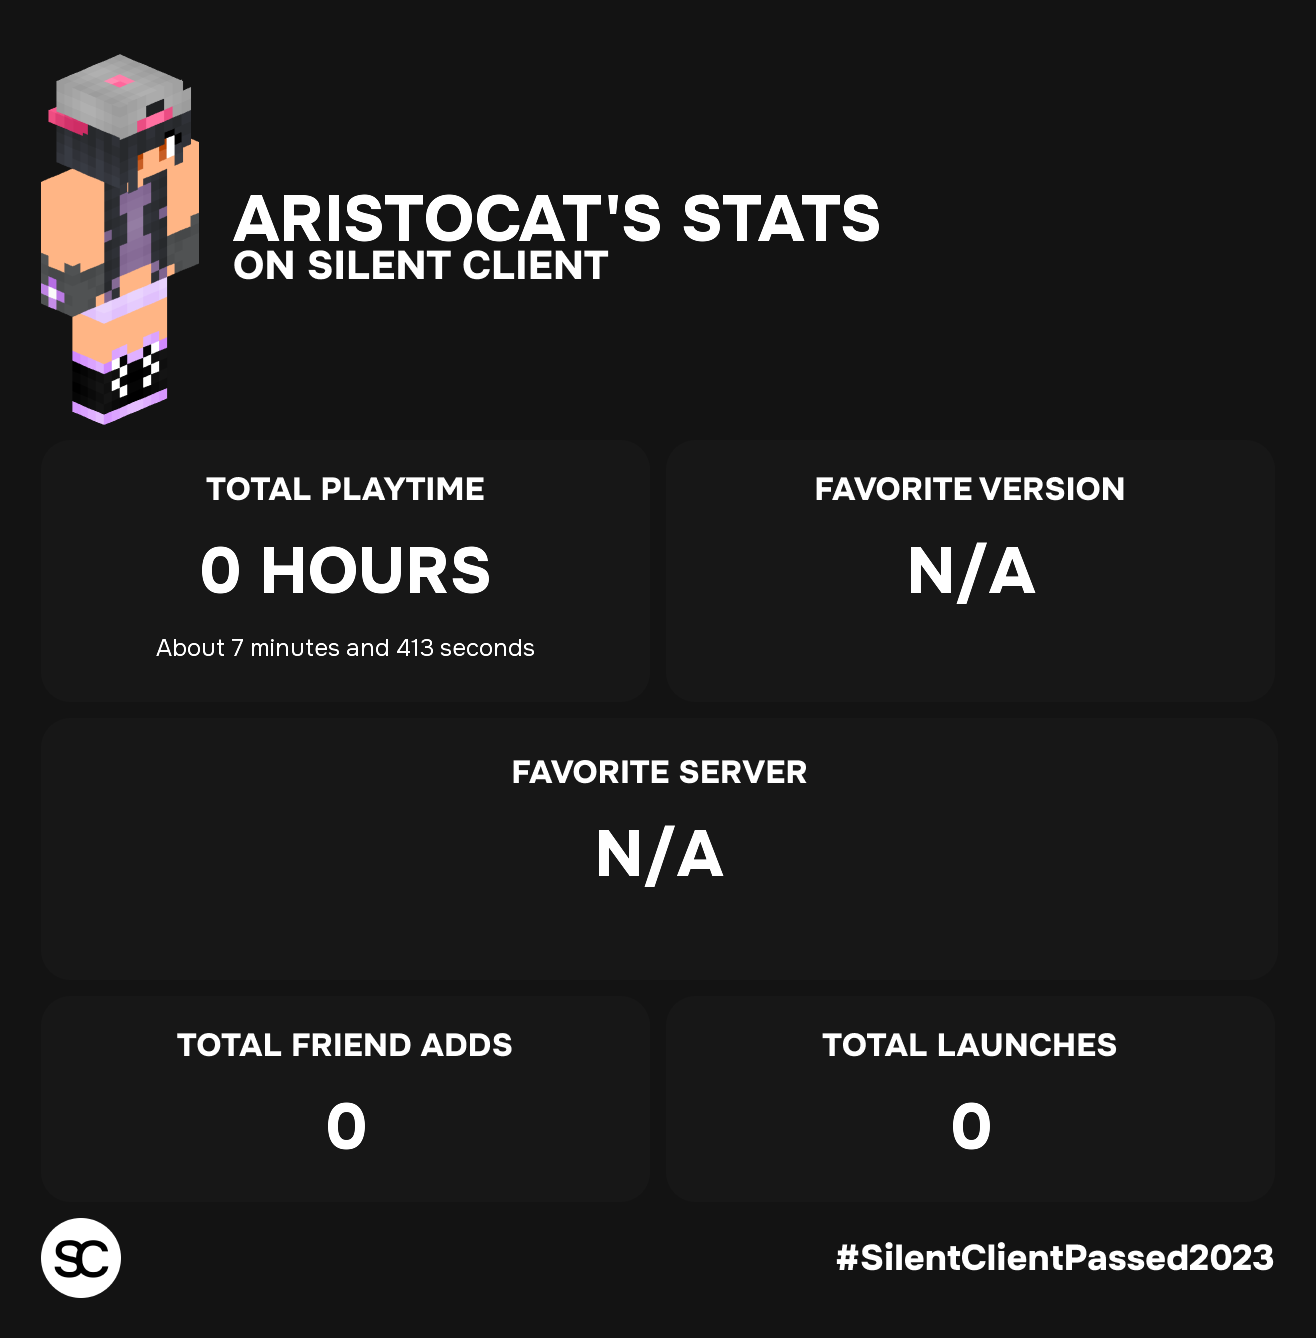 ARISTOCAT'S STATS
ON SILENT CLIENT
TOTAL PLAYTIME
0 HOURS
About 7 minutes and 413 seconds
FAVORITE VERSION
N/A
FAVORITE SERVER
N/A
TOTAL FRIEND ADDS
0
TOTAL LAUNCHES
0
SC
#SilentClientPassed2023